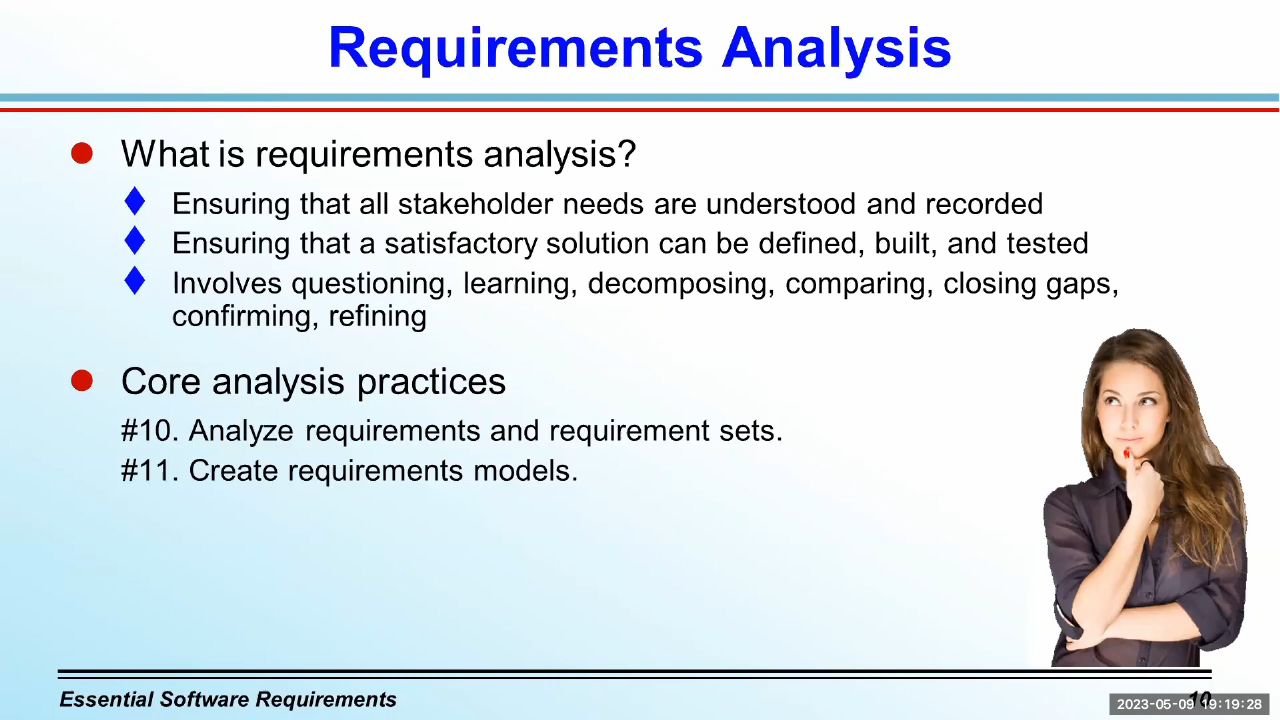 Requirements Analysis
What is requirements analysis?
Ensuring that all stakeholder needs are understood and recorded
Ensuring that a satisfactory solution can be defined, built, and tested
Involves questioning, learning, decomposing, comparing, closing gaps,
confirming, refining
Core analysis practices
#10. Analyze requirements and requirement sets.
#11. Create requirements models.
Essential Software Requirements
10
2023-05-09 19:19:28